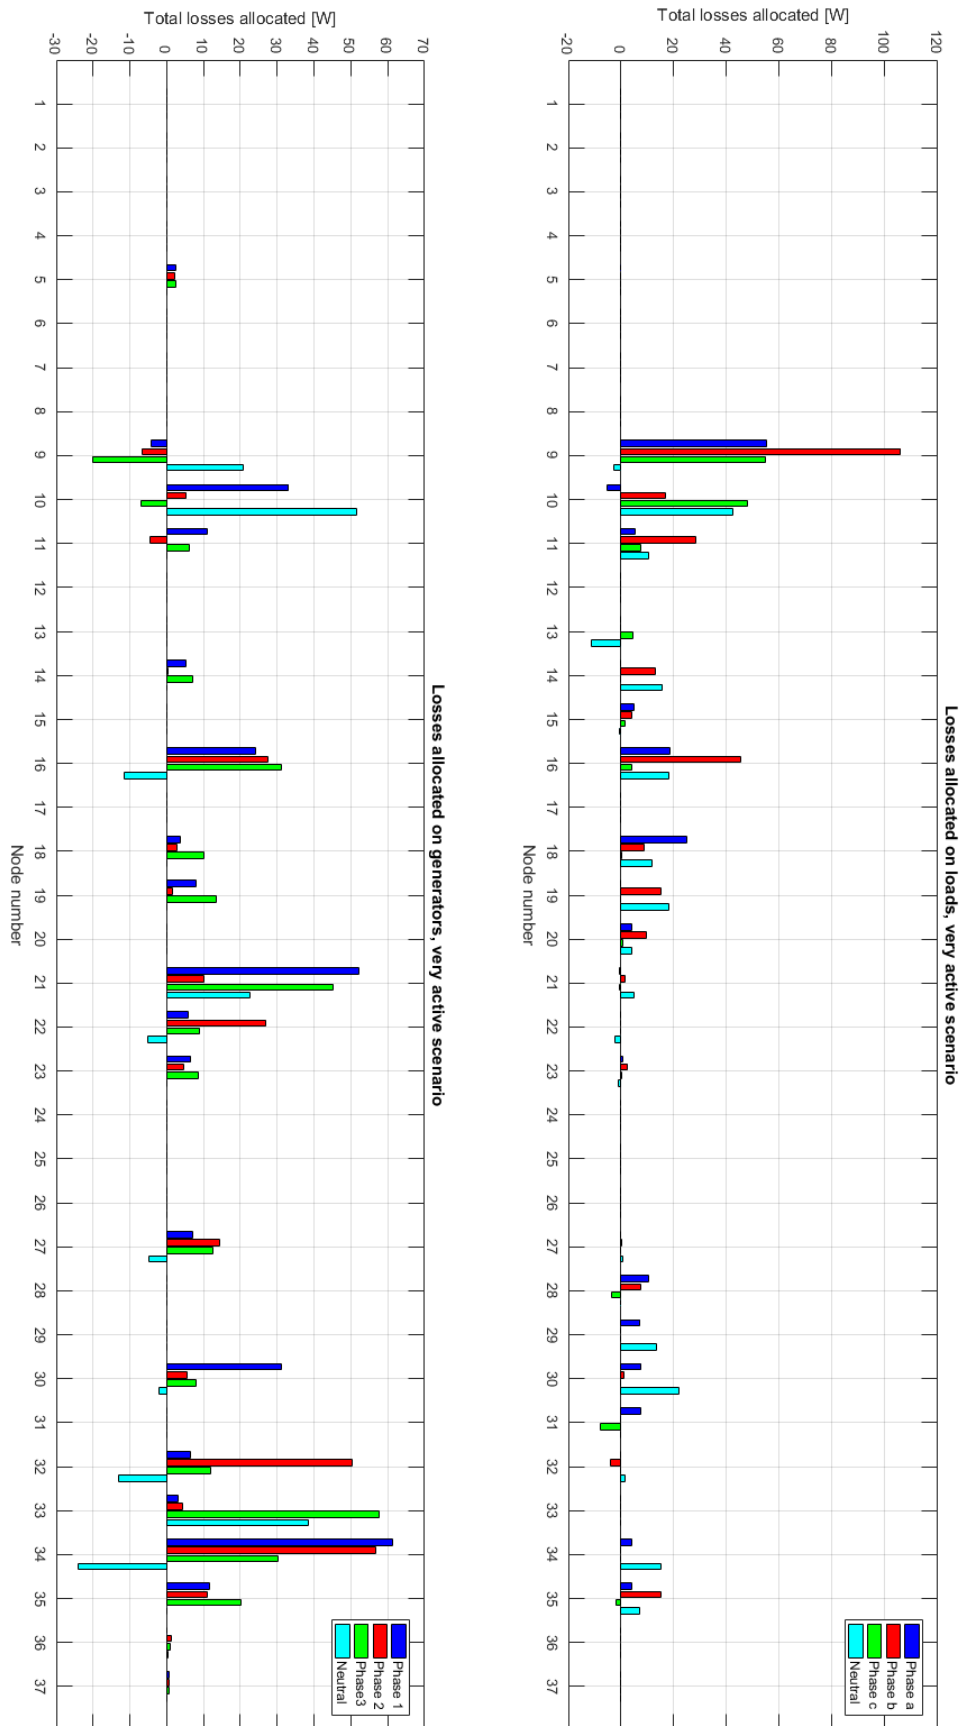 Losses allocated on loads, very active scenario
Total losses allocated [W]
120
100
80
60
40
20
0
-20
1 2 3 4 5 6 7 8 9 10 11 12 13 14 15 16 17 18 19 20 21 22 23 24 25 26 27 28 29 30 31 32 33 34 35 36 37
Node number
Phase a
Phase b
Phase c
Neutral
Losses allocated on generators, very active scenario
Total losses allocated [W]
70
60
50
40
30
20
10
0
-10
-20
-30
1 2 3 4 5 6 7 8 9 10 11 12 13 14 15 16 17 18 19 20 21 22 23 24 25 26 27 28 29 30 31 32 33 34 35 36 37
Node number
Phase 1
Phase 2
Phase3
Neutral